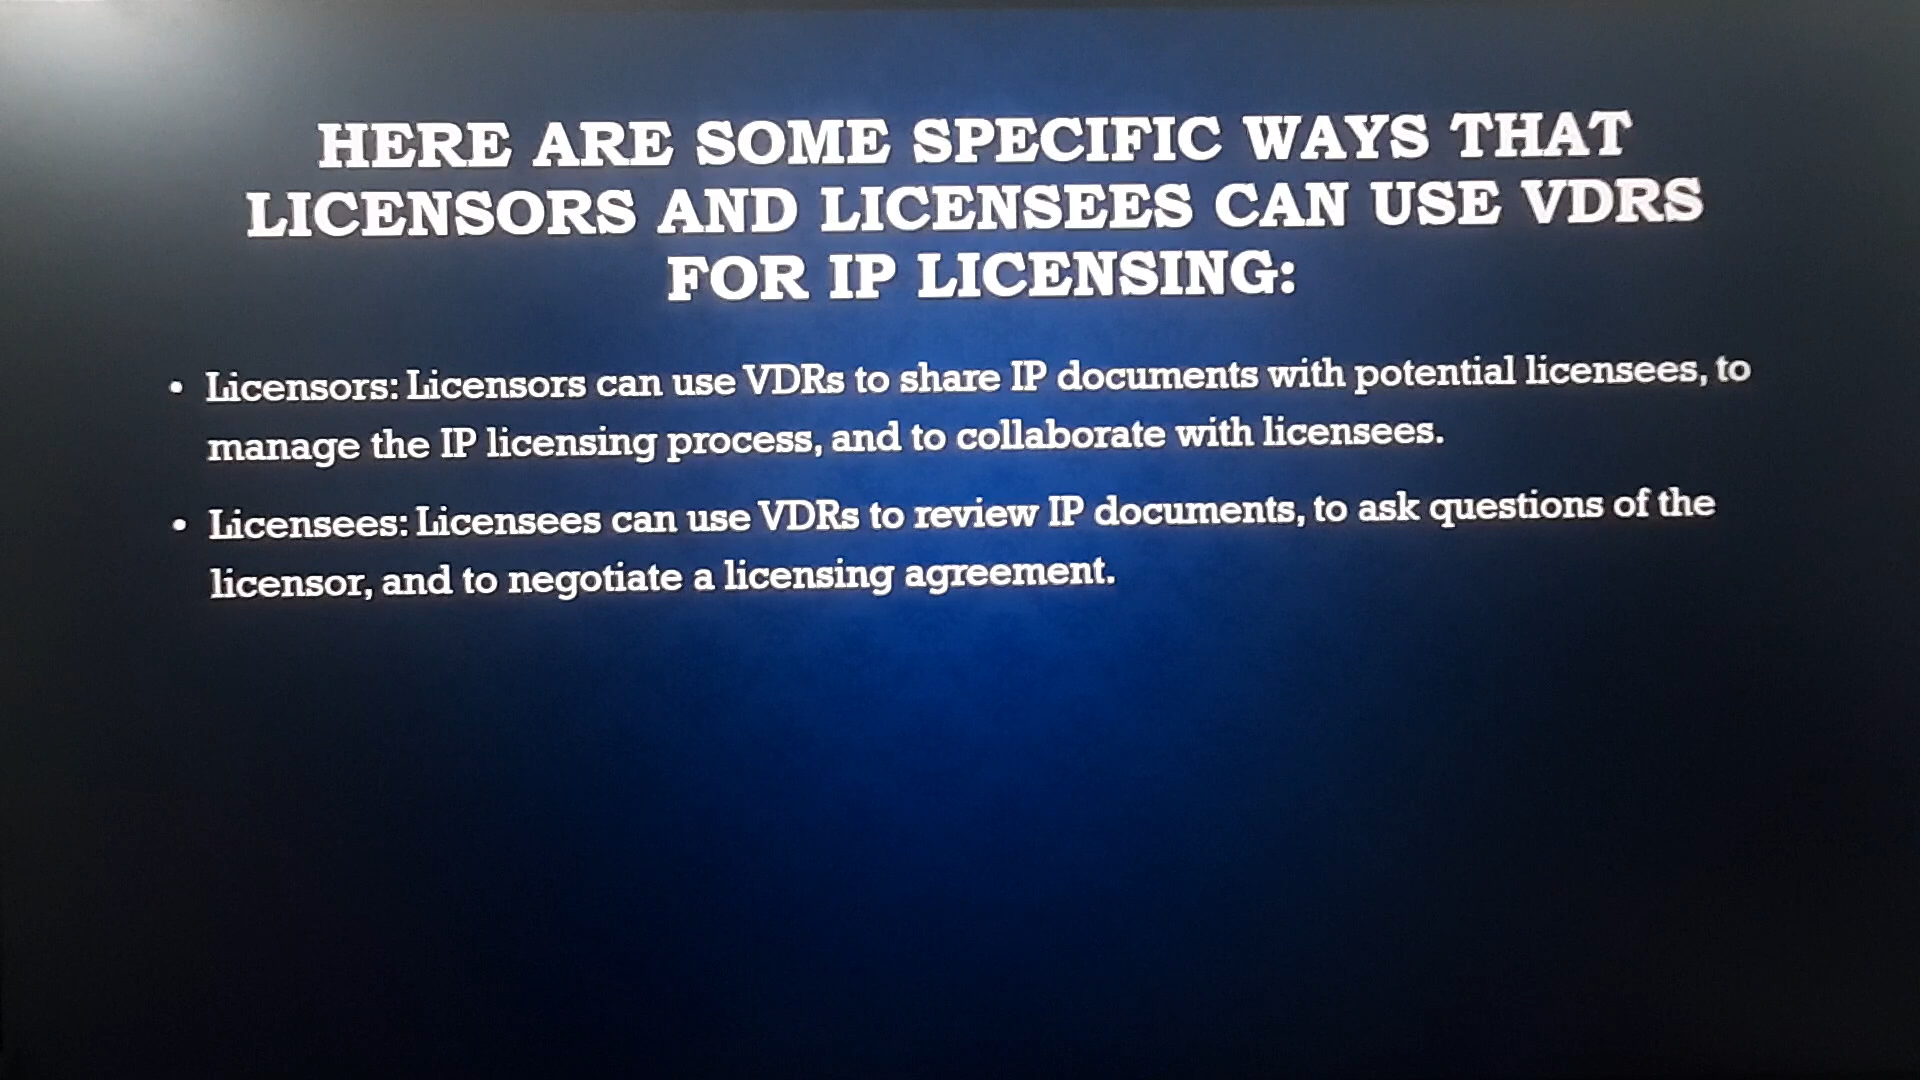 HERE ARE SOME SPECIFIC WAYS THAT
LICENSORS AND LICENSEES CAN USE VDRS
FOR IP LICENSING:
• Licensors: Licensors can use VDRs to share IP documents with potential licensees, to
manage the IP licensing process, and to collaborate with licensees.
• Licensees: Licensees can use VDRs to review IP documents, to ask questions of the
licensor, and to negotiate a licensing agreement.